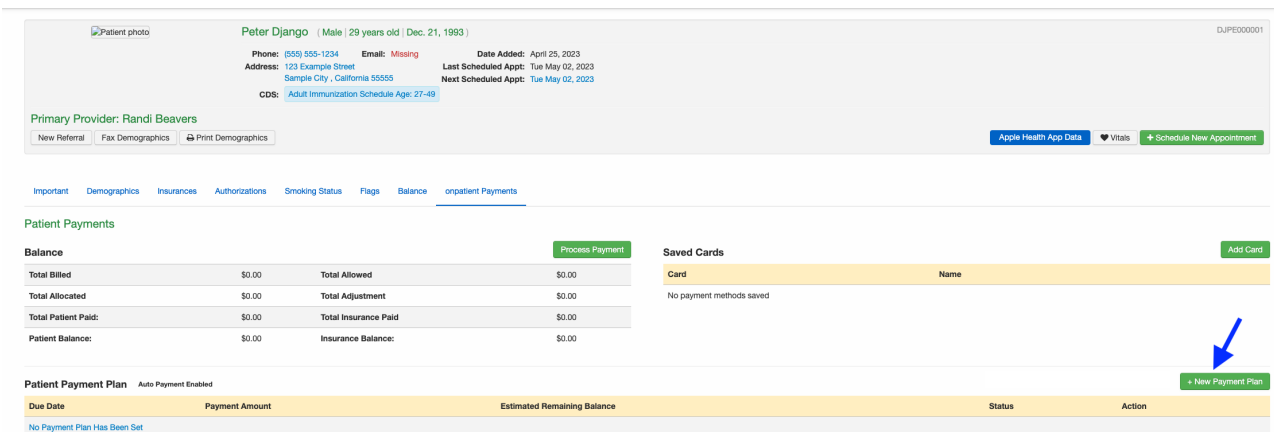 Patient photo
Peter Django ( Male | 29 years old | Dec. 21, 1993 )
DJPE000001
Phone: (555) 555-1234 Email: Missing Date Added: April 25, 2023
Address: 123 Example Street Last Scheduled Appt: Tue May 02, 2023
Sample City , California 55555 Next Scheduled Appt: Tue May 02, 2023
CDS: Adult Immunization Schedule Age: 27-49
Primary Provider: Randi Beavers
New Referral Fax Demographics Print Demographics Apple Health App Data Vitals + Schedule New Appointment
Important Demographics Insurances Authorizations Smoking Status Flags Balance onpatient Payments
Patient Payments
Balance Process Payment
Total Billed $0.00 Total Allowed $0.00
Total Allocated $0.00 Total Adjustment $0.00
Total Patient Paid: $0.00 Total Insurance Paid $0.00
Patient Balance: $0.00 Insurance Balance: $0.00
Saved Cards Add Card
Card Name
No payment methods saved
Patient Payment Plan Auto Payment Enabled + New Payment Plan
Due Date Payment Amount Estimated Remaining Balance Status Action
No Payment Plan Has Been Set